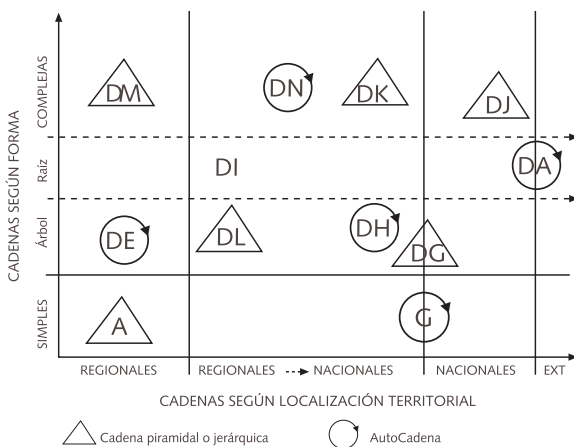 CADENAS SEGÚN FORMA
COMPLEJAS
DM
DN
DK
DJ
Raíz
DI
DA
Árbol
DE
DL
DH
DG
SIMPLES
A
G
REGIONALES
REGIONALES
NACIONALES
NACIONALES
EXT
CADENAS SEGÚN LOCALIZACIÓN TERRITORIAL
Cadena piramidal o jerárquica
AutoCadena